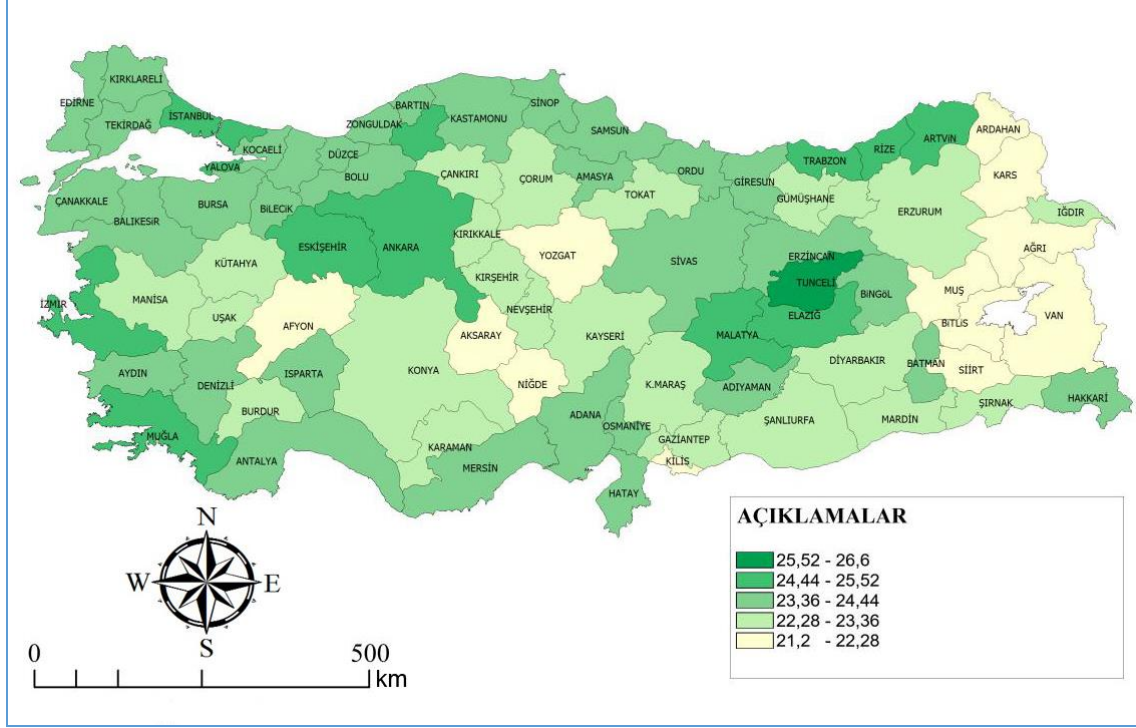 KIRKLARELİ
EDİRNE
TEKİRDAĞ
İSTANBUL
KOCAELİ
YALOVA
ZONGULDAK
BARTIN
KASTAMONU
SİNOP
SAMSUN
DÜZCE
BOLU
ÇANKIRI
ÇORUM
AMASYA
ORDU
TOKAT
GİRESUN
GÜMÜŞHANE
TRABZON
RİZE
ARTVİN
ARDAHAN
KARS
ERZURUM
IĞDIR
AĞRI
ÇANAKKALE
BALIKESİR
BURSA
BİLECİK
ESKİŞEHİR
ANKARA
KIRIKKALE
YOZGAT
SİVAS
ERZİNCAN
TUNCELİ
BİNGÖL
MUŞ
VAN
BİTLİS
KÜTAHYA
KIRŞEHİR
NEVŞEHİR
İZMİR
MANİSA
UŞAK
AFYON
AKSARAY
KAYSERİ
MALATYA
ELAZIĞ
DİYARBAKIR
BATMAN
SİİRT
AYDIN
DENİZLİ
ISPARTA
KONYA
NİĞDE
K.MARAŞ
ADIYAMAN
ŞIRNAK
HAKKARİ
BURDUR
ADANA
OSMANİYE
ŞANLIURFA
MARDİN
MUĞLA
ANTALYA
KARAMAN
MERSİN
GAZİANTEP
KİLİS
HATAY
N
W
E
S
0
500
km
AÇIKLAMALAR
25,52 - 26,6
24,44 - 25,52
23,36 - 24,44
22,28 - 23,36
21,2 - 22,28